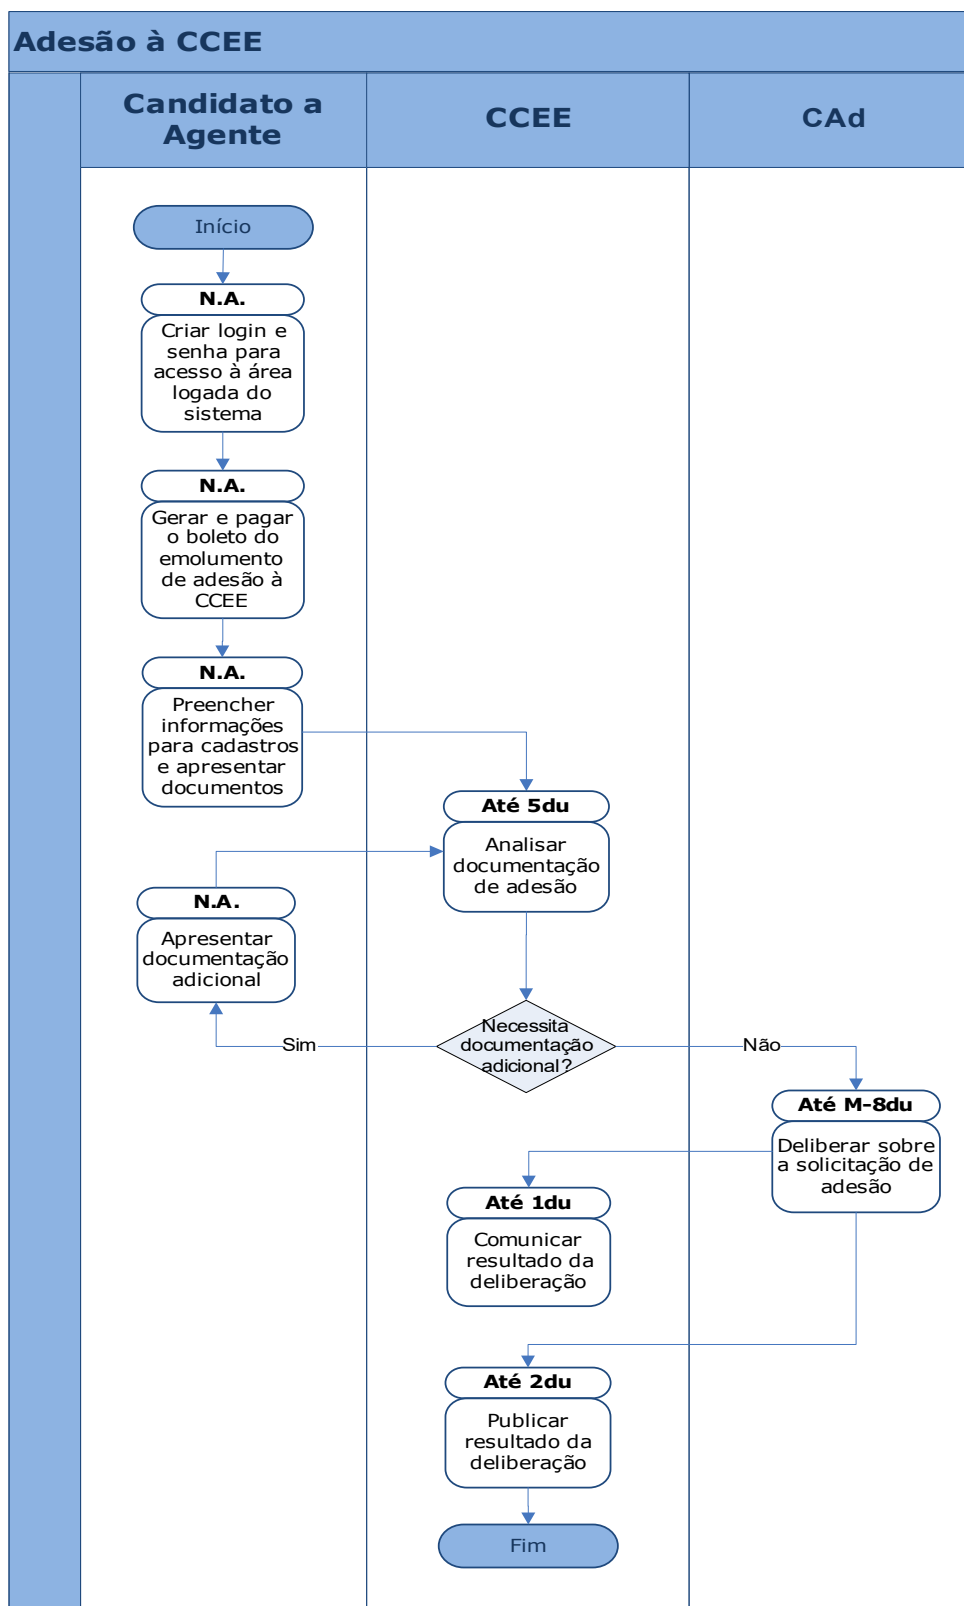 Adesão à CCEE
Candidato a
Agente
CCEE
CAd
Início
N.A.
Criar login e
senha para
acesso à área
logada do
sistema
N.A.
Gerar e pagar
o boleto do
emolumento
de adesão à
CCEE
N.A.
Preencher
informações
para cadastros
e apresentar
documentos
Até 5du
Analisar
documentação
de adesão
N.A.
Apresentar
documentação
adicional
Necessita
documentação
adicional?
Sim
Não
Até M-8du
Deliberar sobre
a solicitação de
adesão
Até 1du
Comunicar
resultado da
deliberação
Até 2du
Publicar
resultado da
deliberação
Fim